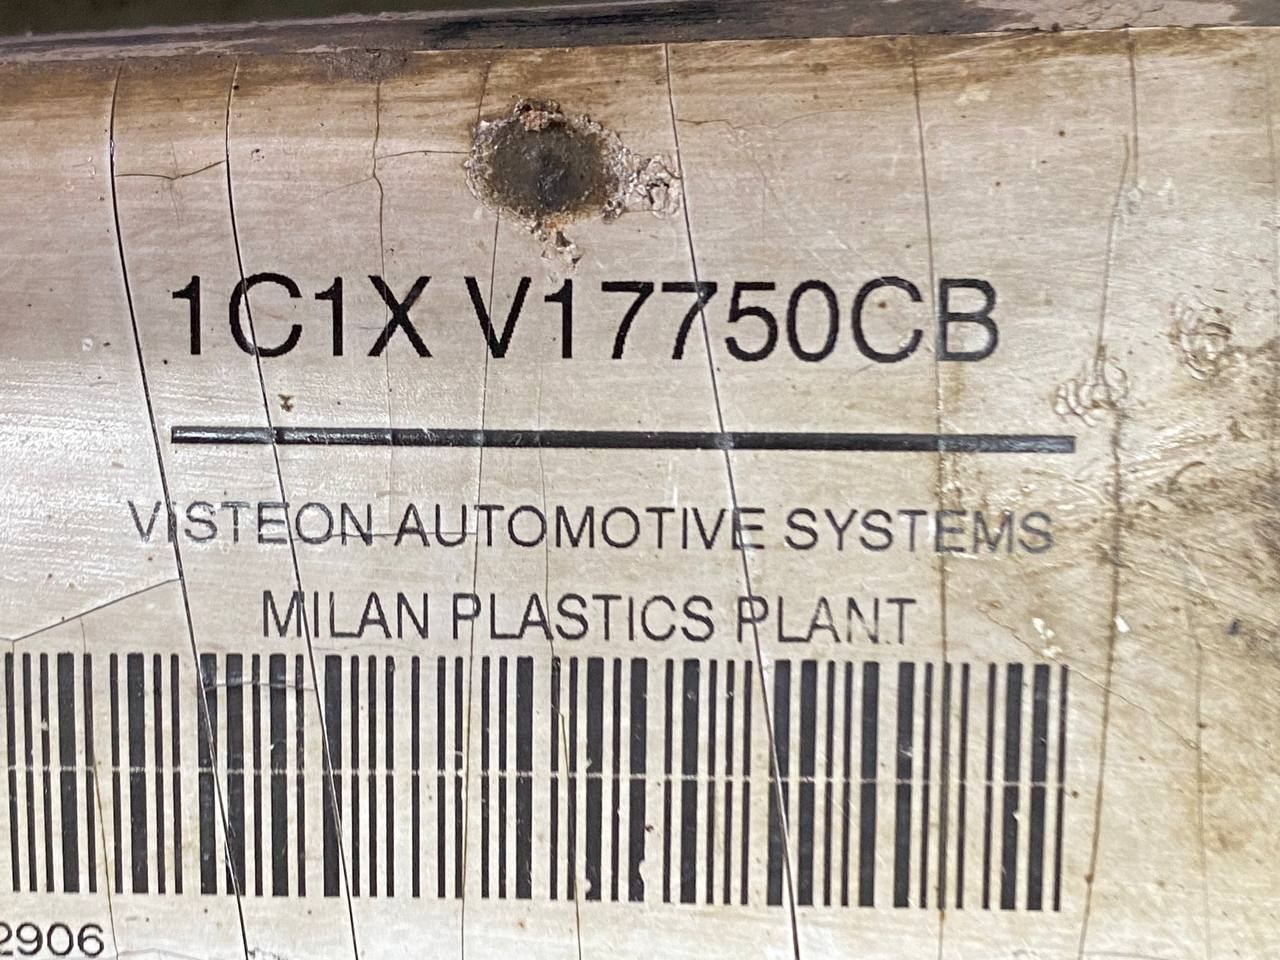 1C1X V17750CB
VISTEON AUTOMOTIVE SYSTEMS
MILAN PLASTICS PLANT
2906